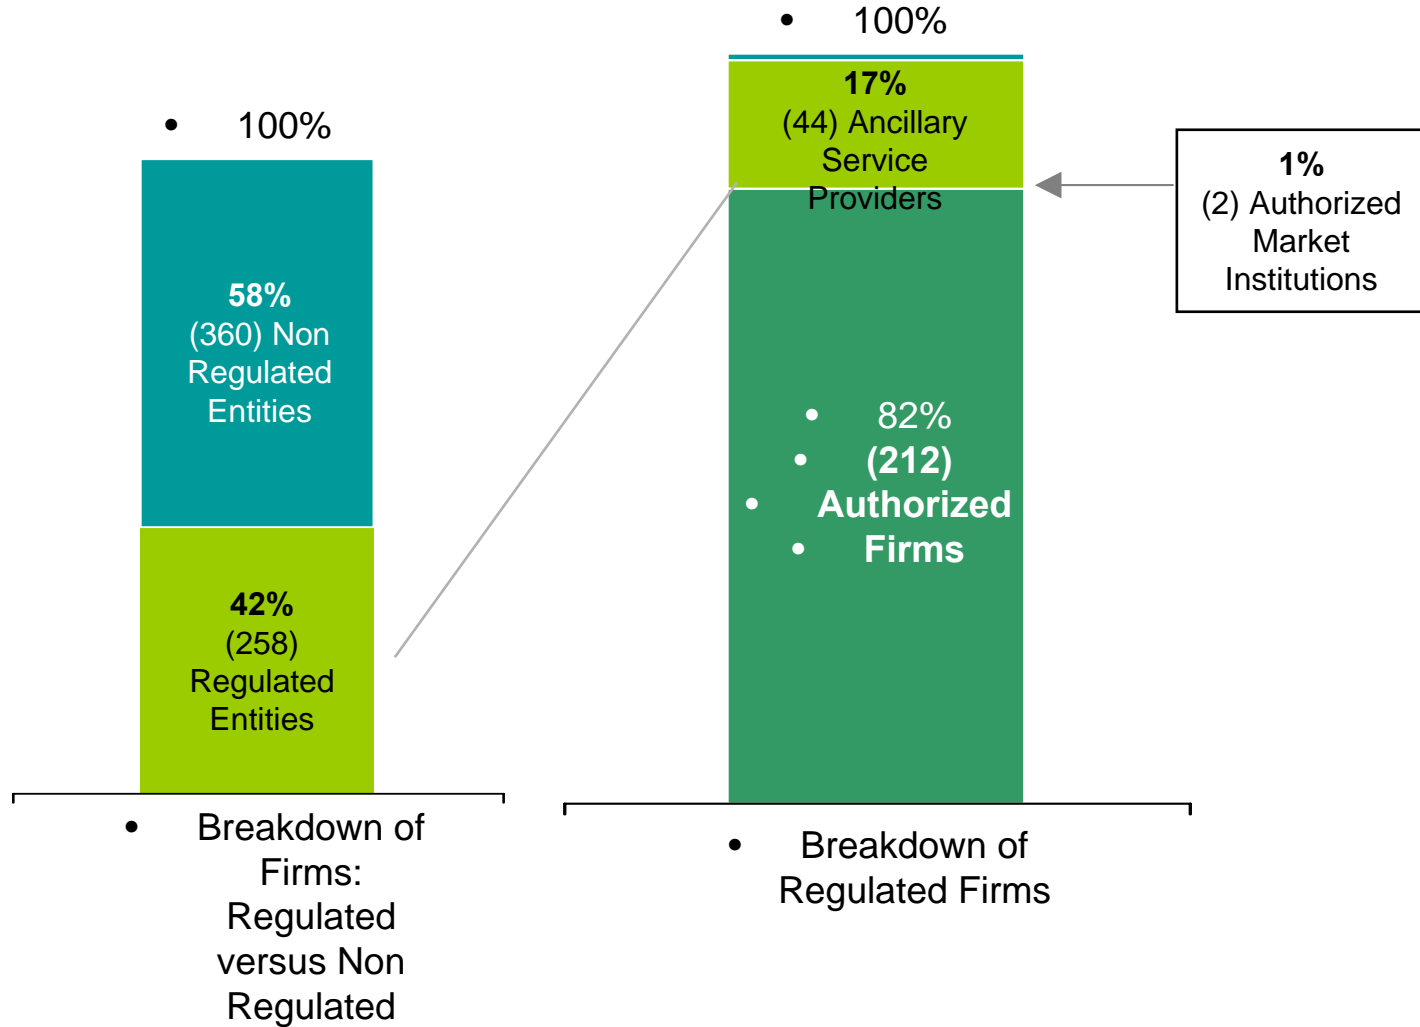 • 100%
58%
(360) Non
Regulated
Entities
42%
(258)
Regulated
Entities
• Breakdown of
Firms:
Regulated
versus Non
Regulated
• 100%
17%
(44) Ancillary
Service
Providers
• 82%
• (212)
• Authorized
• Firms
• Breakdown of
Regulated Firms
1%
(2) Authorized
Market
Institutions